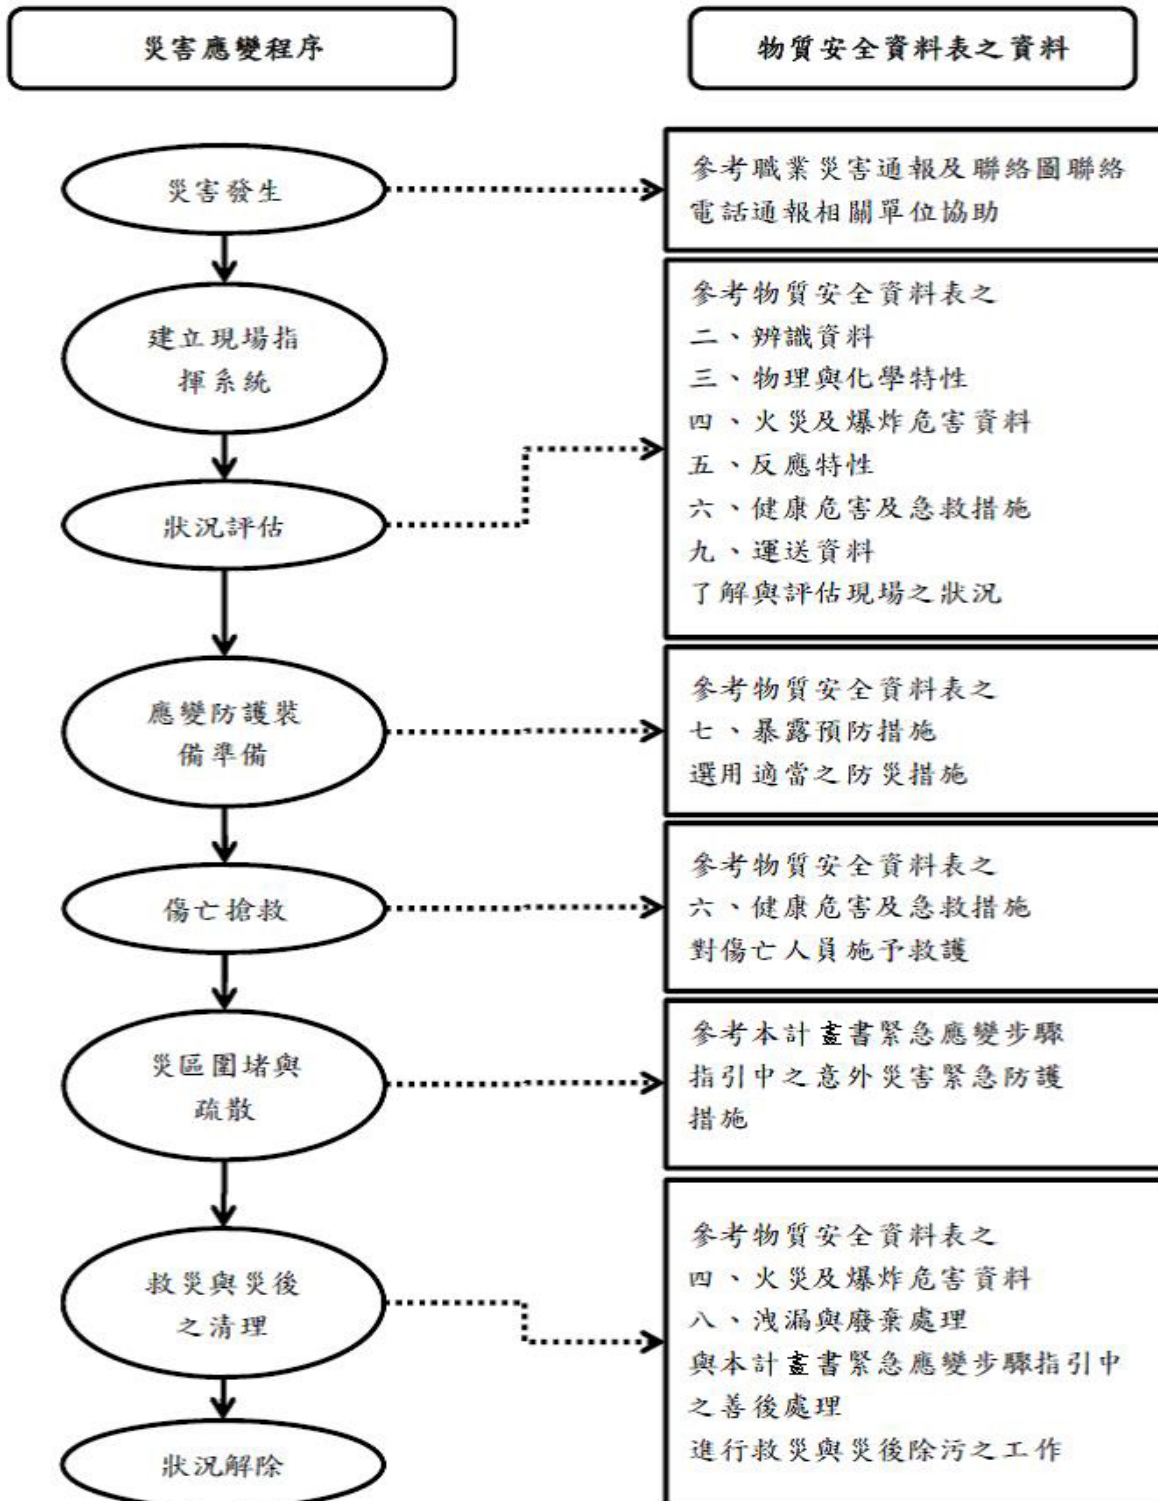 災害應變程序
物質安全資料表之資料
災害發生
參考職業災害通報及聯絡圖聯絡
電話通報相關單位協助
建立現場指
揮系統
狀況評估
參考物質安全資料表之
二、辨識資料
三、物理與化學特性
四、火災及爆炸危害資料
五、反應特性
六、健康危害及急救措施
九、運送資料
了解與評估現場之狀況
應變防護裝
備準備
參考物質安全資料表之
七、暴露預防措施
選用適當之防災措施
傷亡搶救
參考物質安全資料表之
六、健康危害及急救措施
對傷亡人員施予救護
災區圍堵與
疏散
參考本計畫書緊急應變步驟
指引中之意外災害緊急防護
措施
救災與災後
之清理
參考物質安全資料表之
四、火災及爆炸危害資料
八、洩漏與廢棄處理
與本計畫書緊急應變步驟指引中
之善後處理
進行救災與災後除污之工作
狀況解除